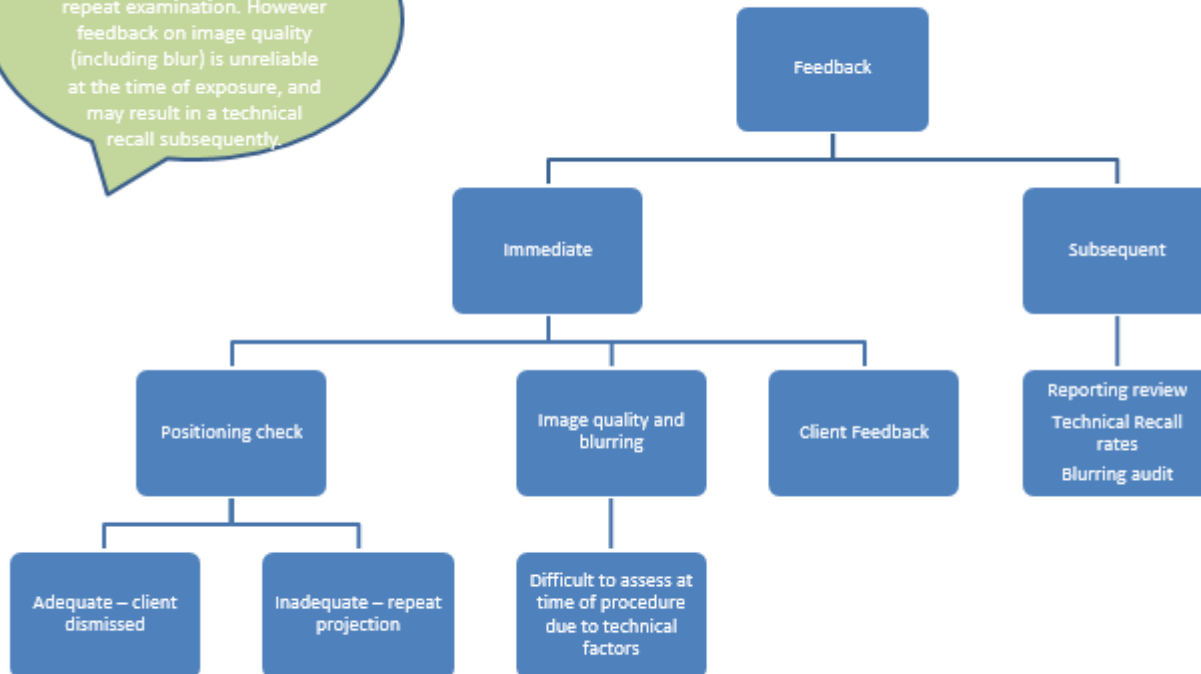 repeat examination. However
feedback on image quality
(including blur) is unreliable
at the time of exposure, and
may result in a technical
recall subsequently.
Feedback
Immediate
Subsequent
Positioning check
Image quality and
blurring
Client Feedback
Reporting review
Technical Recall
rates
Blurring audit
Adequate – client
dismissed
Inadequate – repeat
projection
Difficult to assess at
time of procedure
due to technical
factors